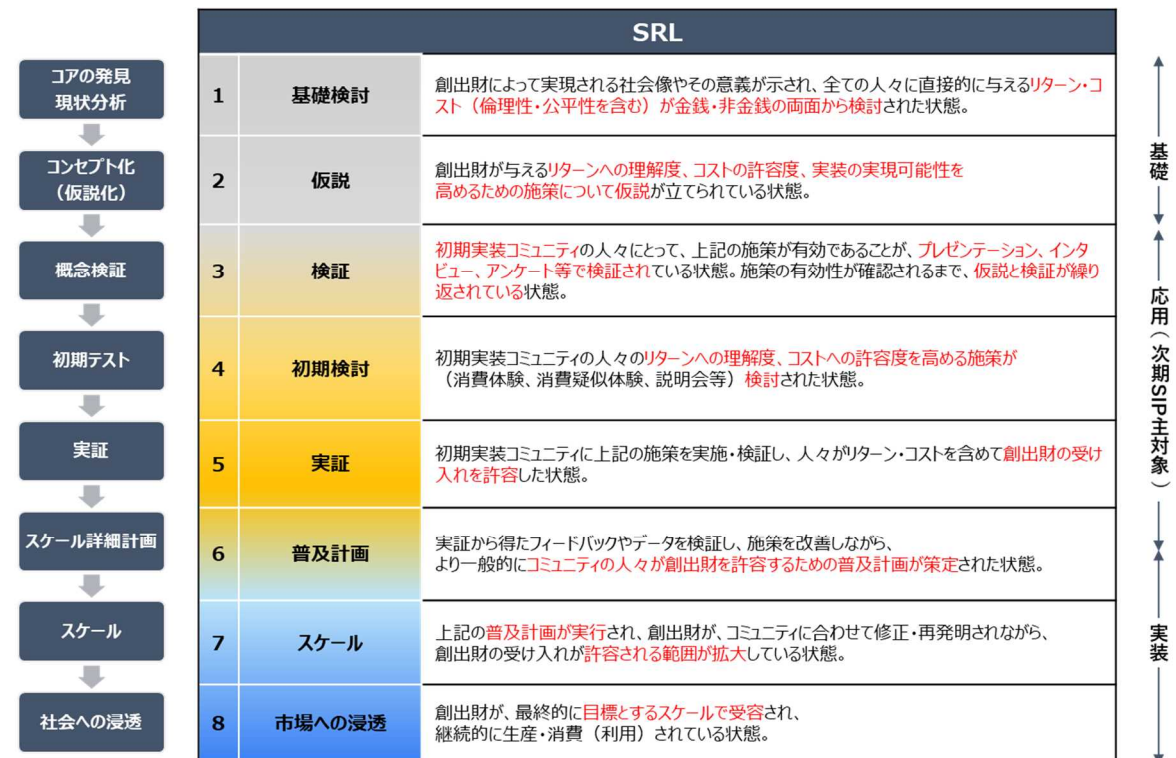 SRL
コアの発見
現状分析
1
基礎検討
創出財によって実現される社会像やその意義が示され、全ての人々に直接的に与えるリターン・コ
スト（倫理性・公平性を含む）が金銭・非金銭の両面から検討された状態。
コンセプト化
（仮説化）
2
仮説
創出財が与えるリターンへの理解度、コストの許容度、実装の実現可能性を
高めるための施策について仮説が立てられている状態。
概念検証
3
検証
初期実装コミュニティの人々にとって、上記の施策が有効であることが、プレゼンテーション、インタ
ビュー、アンケート等で検証されている状態。施策の有効性が確認されるまで、仮説と検証が繰り
返されている状態。
初期テスト
4
初期検討
初期実装コミュニティの人々のリターンへの理解度、コストへの許容度を高める施策が
（消費体験、消費疑似体験、説明会等）検討された状態。
実証
5
実証
初期実装コミュニティに上記の施策を実施・検証し、人々がリターン・コストを含めて創出財の受け
入れを許容した状態。
スケール詳細計画
6
普及計画
実証から得たフィードバックやデータを検証し、施策を改善しながら、
より一般的にコミュニティの人々が創出財を許容するための普及計画が策定された状態。
スケール
7
スケール
上記の普及計画が実行され、創出財が、コミュニティに合わせて修正・再発明されながら、
創出財の受け入れが許容される範囲が拡大している状態。
社会への浸透
8
市場への浸透
創出財が、最終的に目標とするスケールで受容され、
継続的に生産・消費（利用）されている状態。
基礎
応用（次期SIP主対象）
実装